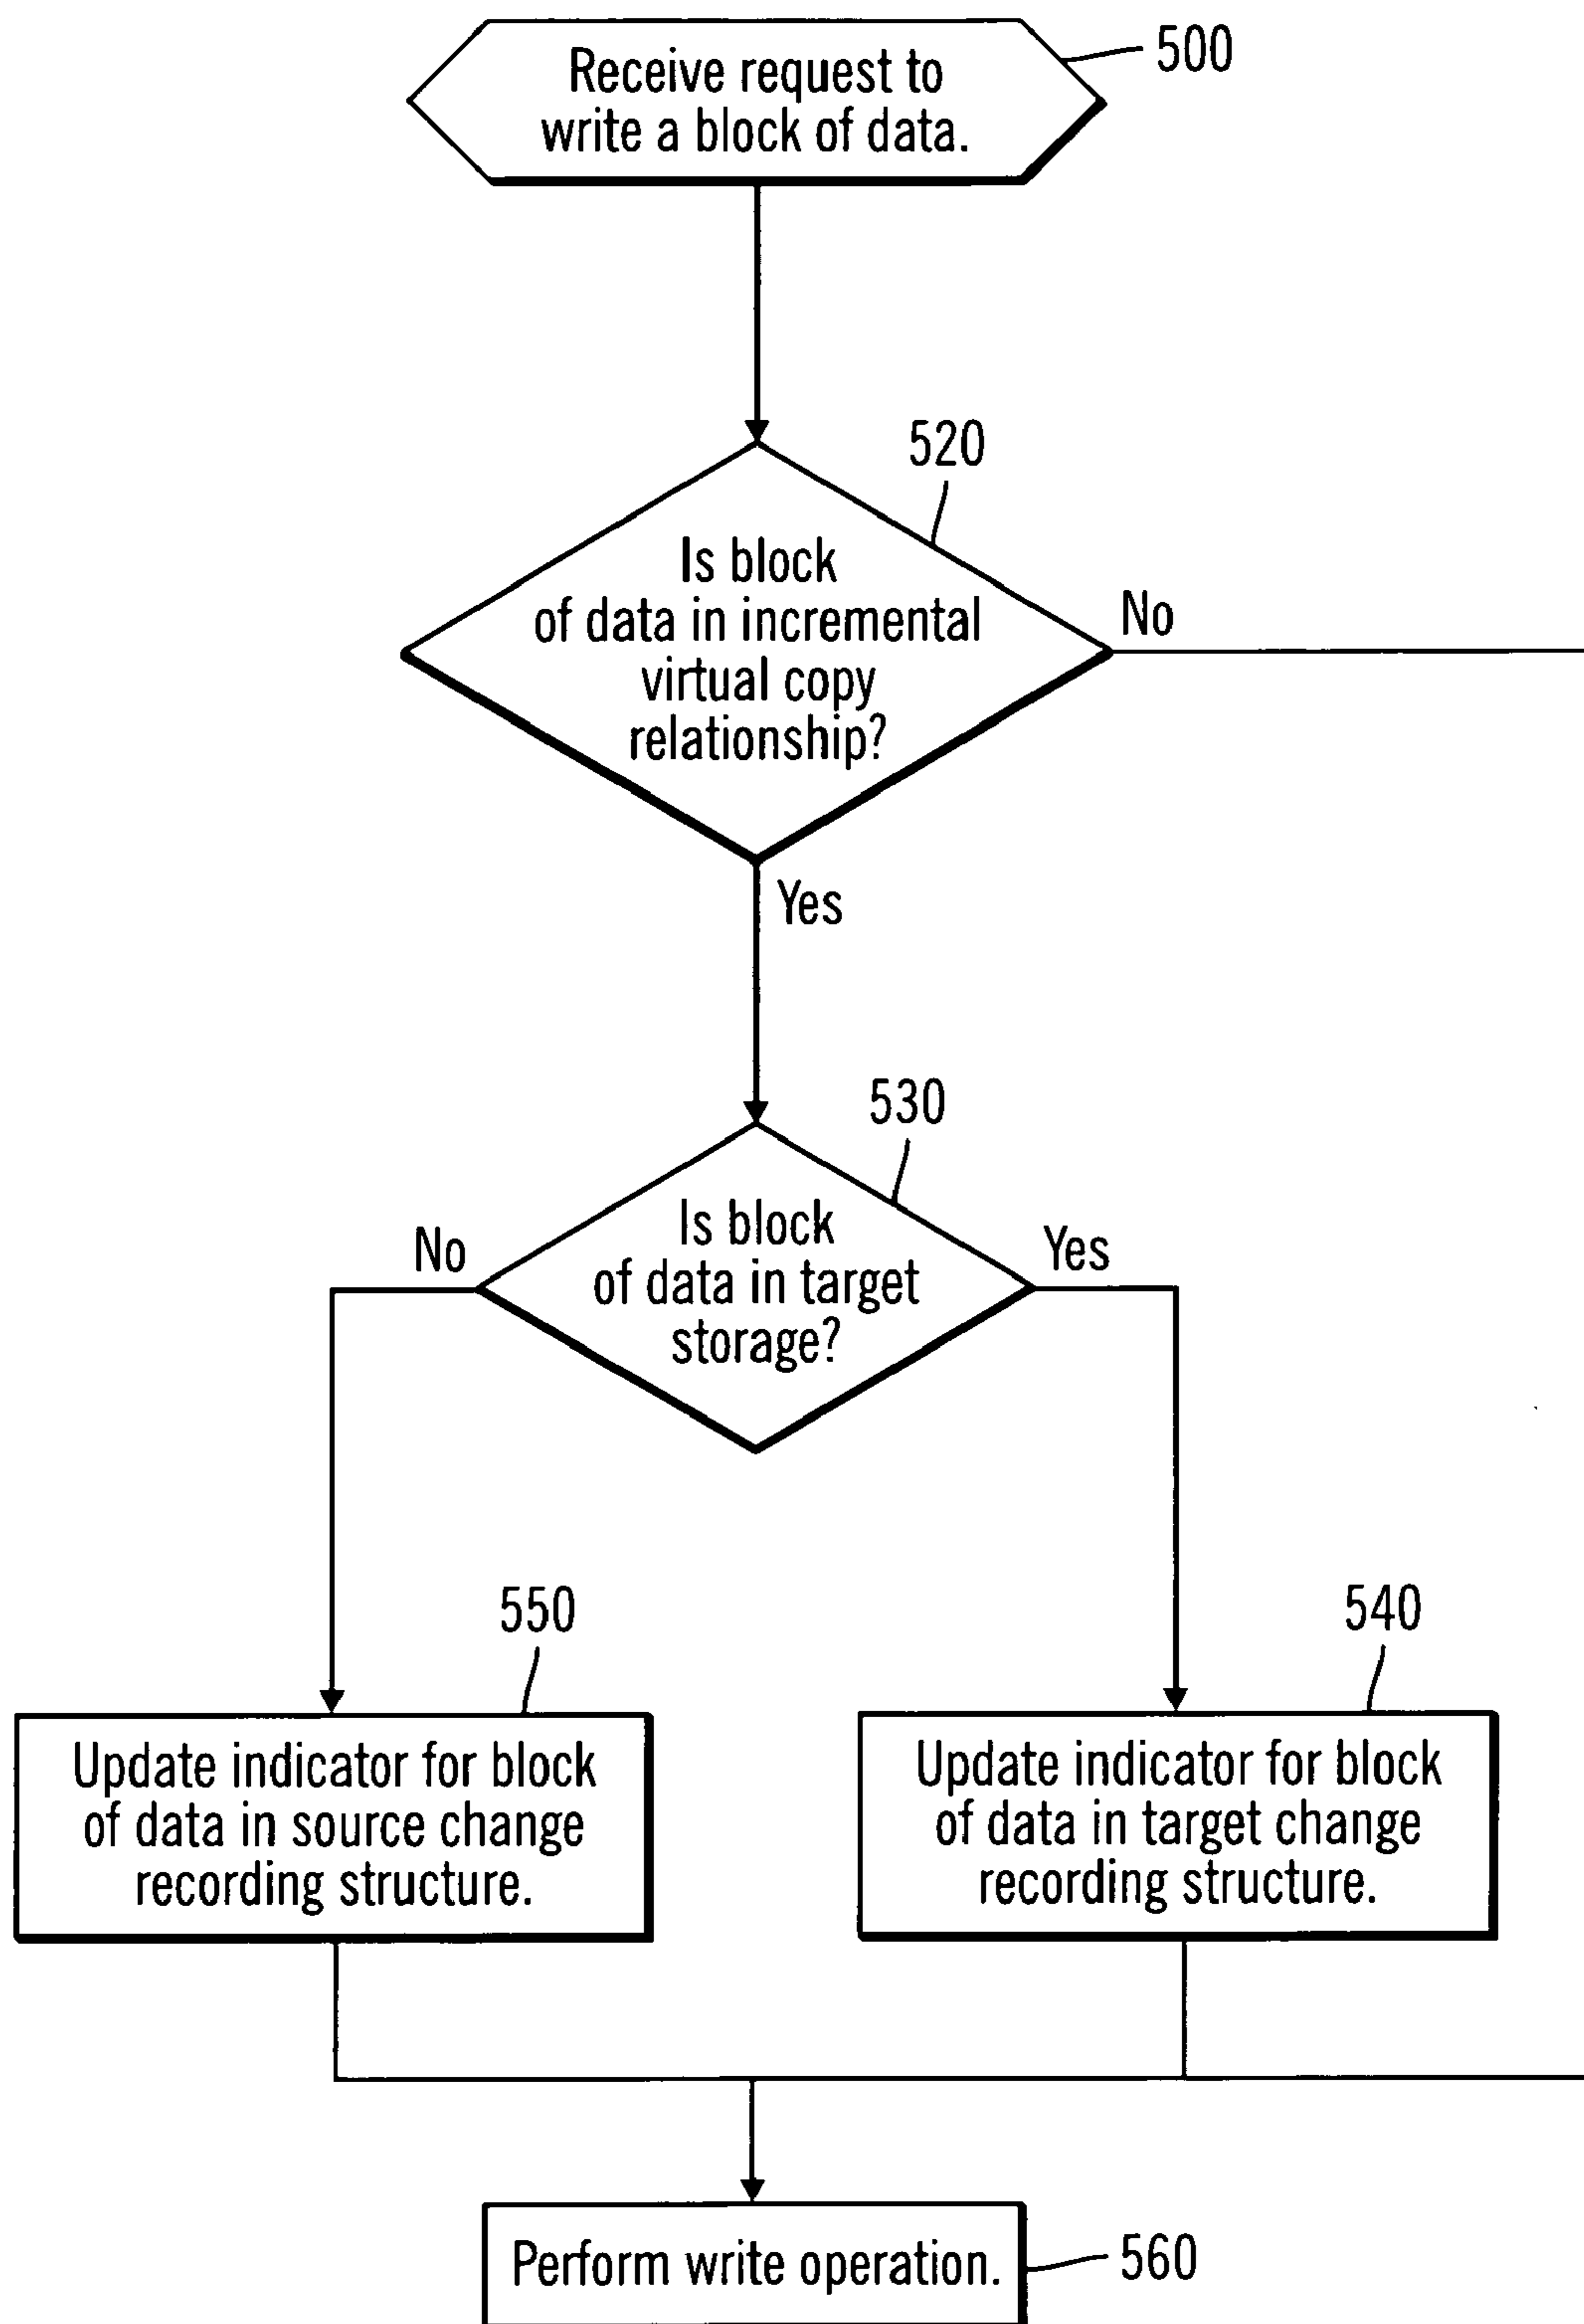 Receive request to
write a block of data.
500
520
Is block
of data in incremental
virtual copy
relationship?
No
Yes
530
Is block
of data in target
storage?
No
Yes
550
540
Update indicator for block
of data in source change
recording structure.
Update indicator for block
of data in target change
recording structure.
Perform write operation.
560